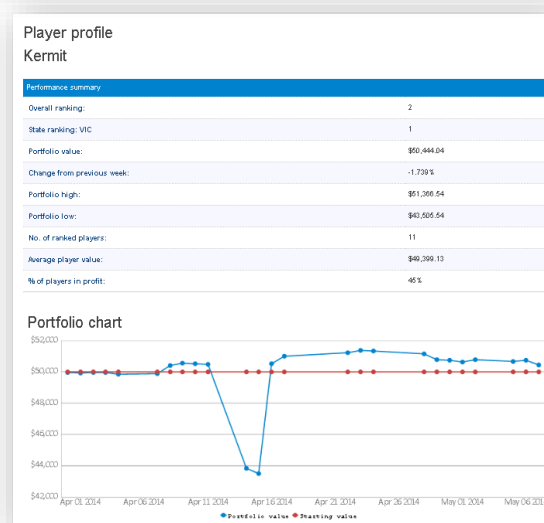 Player profile
Kermit
Performance summary
Overall ranking: 2
State ranking: VIC 1
Portfolio value: $50,444.04
Change from previous week: -1.739%
Portfolio high: $51,366.54
Portfolio low: $43,505.54
No. of ranked players: 11
Average player value: $49,399.13
% of players in profit: 45%
Portfolio chart
$52,000
$50,000
$48,000
$46,000
$44,000
$42,000
Apr 01 2014 Apr 06 2014 Apr 11 2014 Apr 16 2014 Apr 21 2014 Apr 26 2014 May 01 2014 May 06 201
Portfolio value Starting value